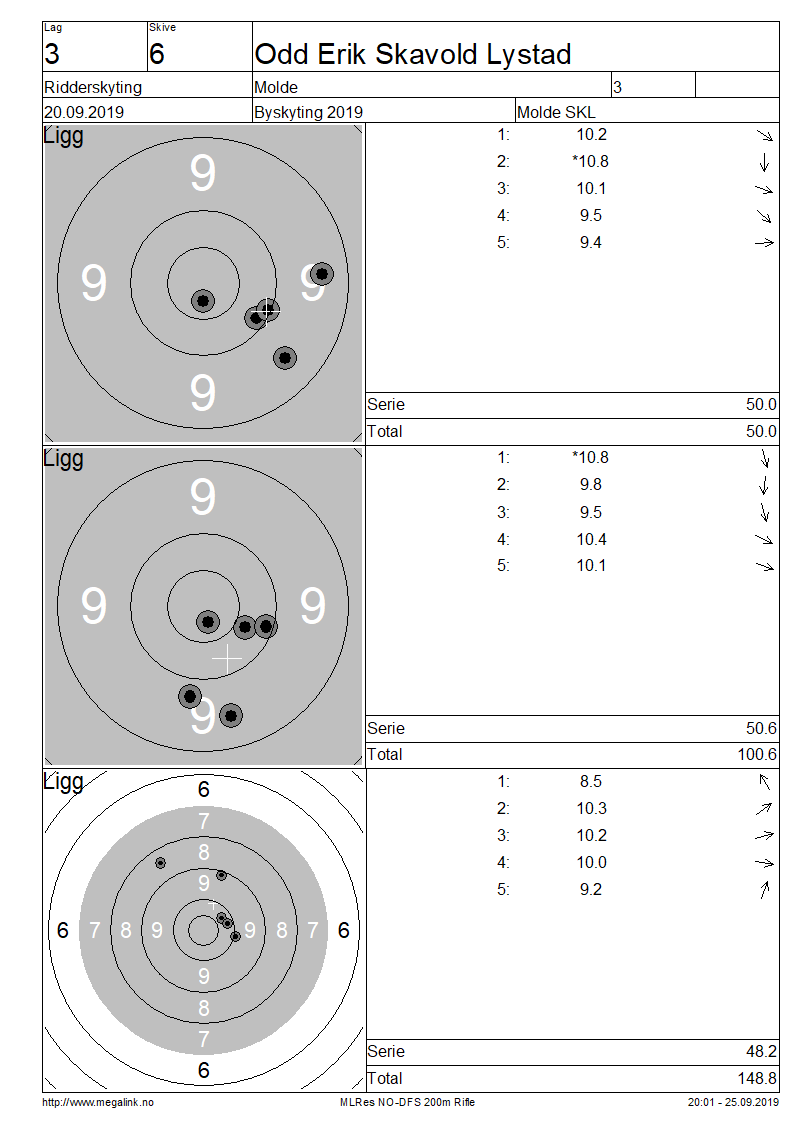 Lag Skive
3 6 Odd Erik Skavold Lystad
Ridderskyting Molde 3
20.09.2019 Byskyting 2019 Molde SKL
Ligg
9
9 9
9
1: 10.2
2: *10.8
3: 10.1
4: 9.5
5: 9.4
Serie 50.0
Total 50.0
Ligg
9
9 9
9
1: *10.8
2: 9.8
3: 9.5
4: 10.4
5: 10.1
Serie 50.6
Total 100.6
Ligg
6
7
8
9
6 7 8 9 9 8 7 6
9
8
7
6
1: 8.5
2: 10.3
3: 10.2
4: 10.0
5: 9.2
Serie 48.2
Total 148.8
http://www.megalink.no MLRes NO-DFS 200m Rifle 20:01 - 25.09.2019